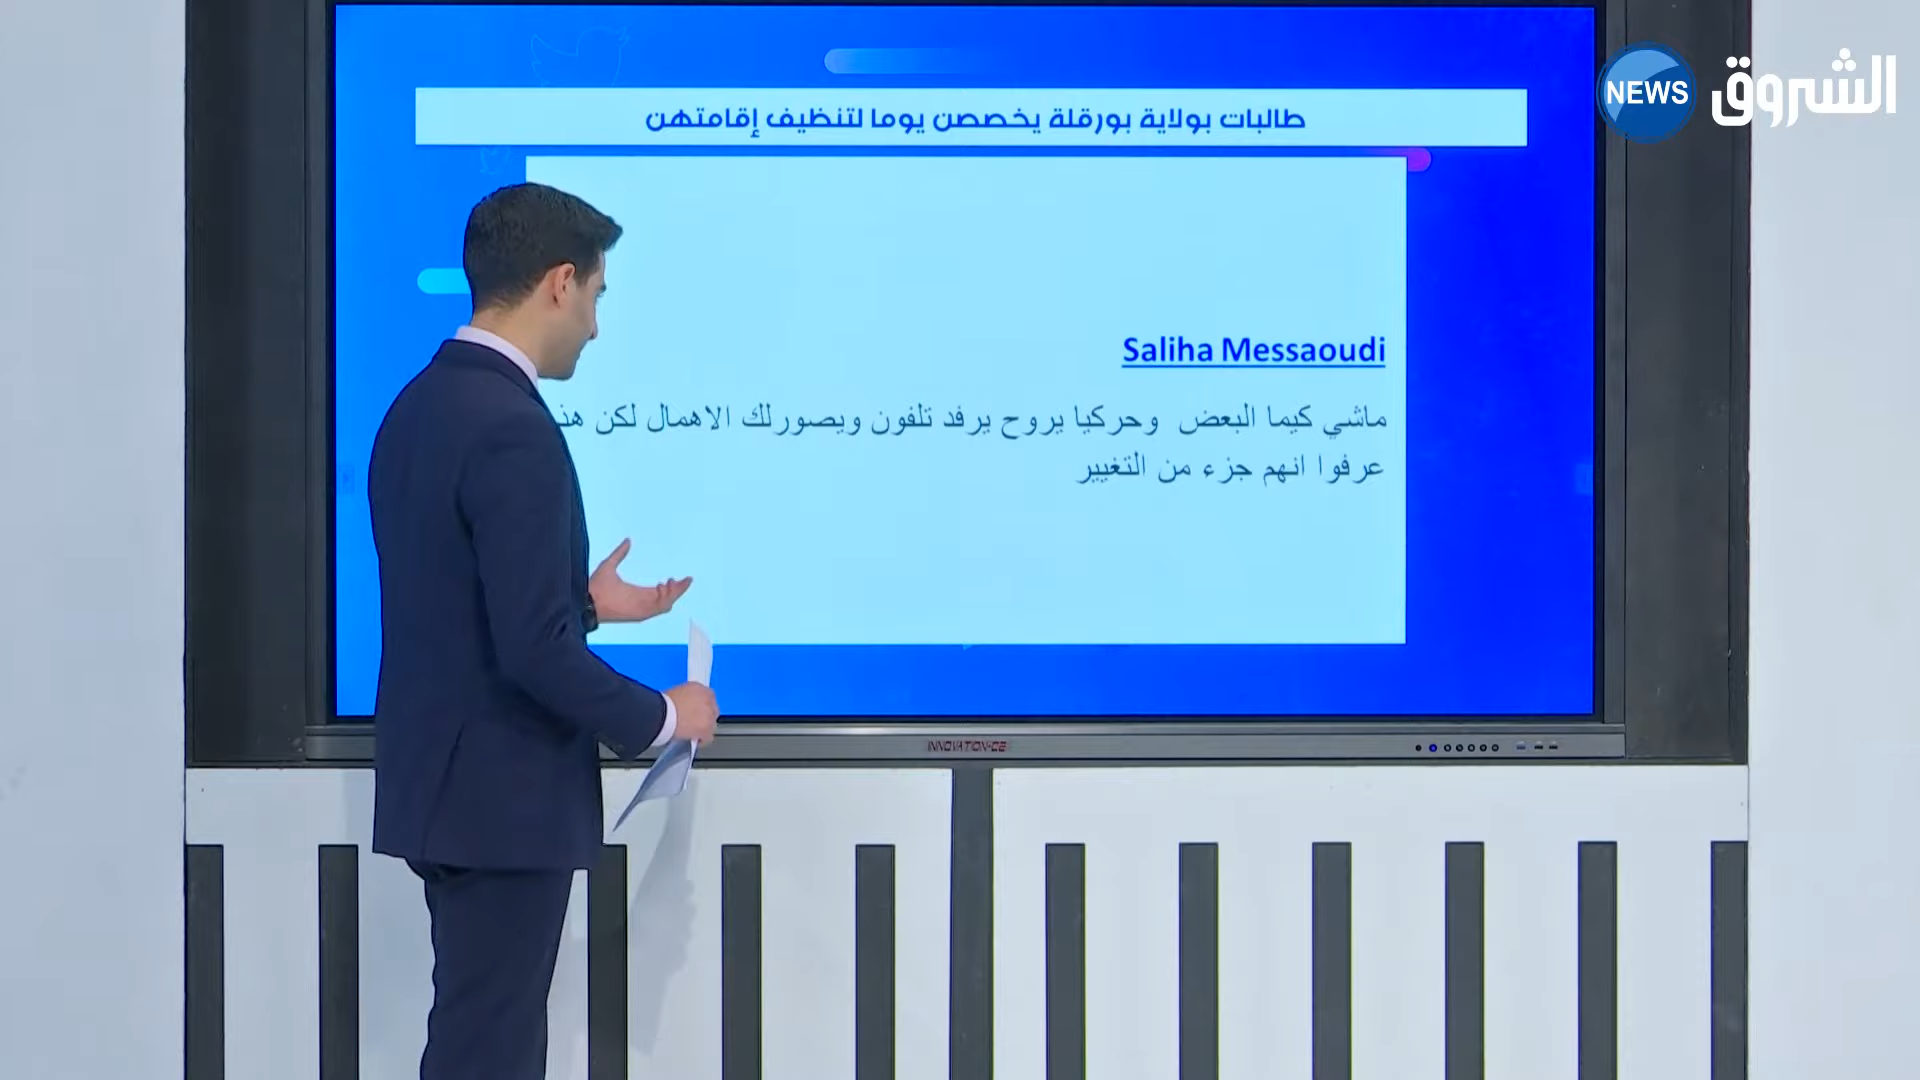 NEWS الشروق
طالبات بولاية بورقلة يخصصن يوما لتنظيف إقامتهن
Saliha Messaoudi
ماشي كيما البعض وحركيا يروح يرفد تلفون ويصورلك الاهمال لكن
عرفوا انهم جزء من التغيير